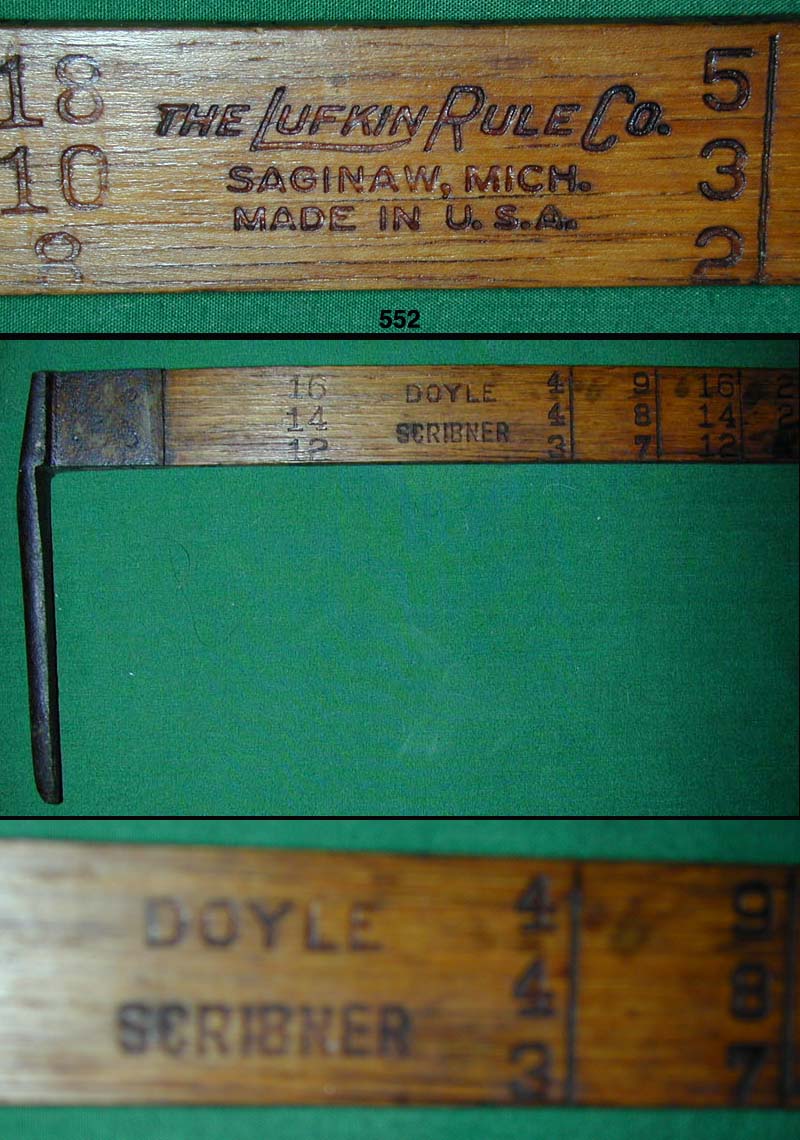 18 THE LUFKIN RULE CO. 5
10 SAGINAW, MICH. 3
MADE IN U.S.A. 2
552
16 DOYLE 4 9 16
14 SCRIBNER 4 8 14
12 3 7 12
DOYLE 4 9
SCRIBNER 4 8
3 7